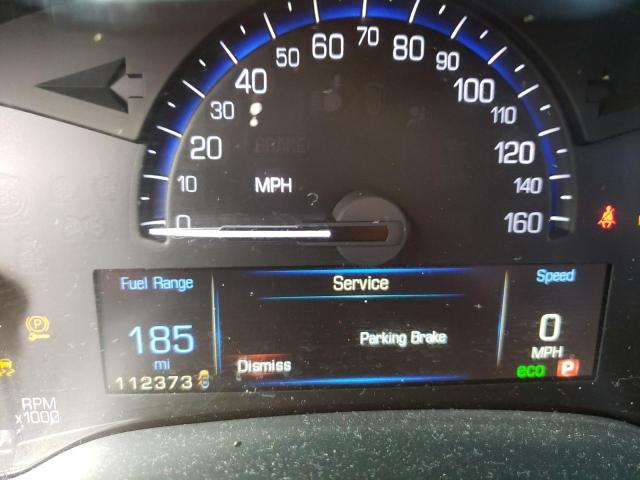 60 70 80
50 90
40 100
30 110
BRAKE
20 120
10 MPH 140
0 160
Fuel Range Service Speed
185 Parking Brake 0
mi Dismiss MPH
112373 eco P
P
RPM
x1000